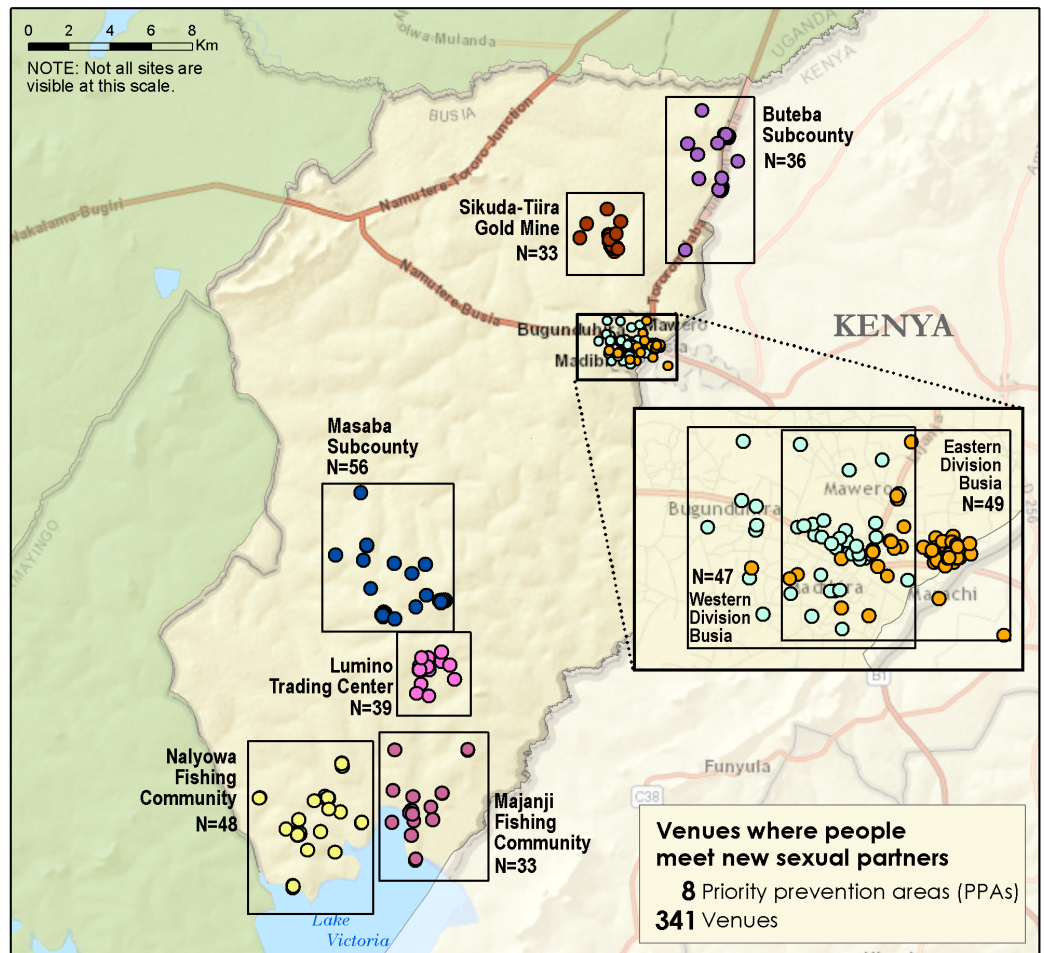 0 2 4 6 8 Km
NOTE: Not all sites are
visible at this scale.
UGANDA
KENYA
BUSIA
Buteba
Subcounty
N=36
Namutere-Tororo-Junction
Nakalama-Bugiri
Sikuda-Tiira
Gold Mine
N=33
Namutere-Busia
KENYA
Masaba
Subcounty
N=56
Eastern
Division
Busia
N=49
Mawero
N=47
Western
Division
Busia
B1
Lumino
Trading Center
N=39
Nalyowa
Fishing
Community
N=48
Majanji
Fishing
Community
N=33
Funyula
C38
Lake
Victoria
Venues where people
meet new sexual partners
8 Priority prevention areas (PPAs)
341 Venues